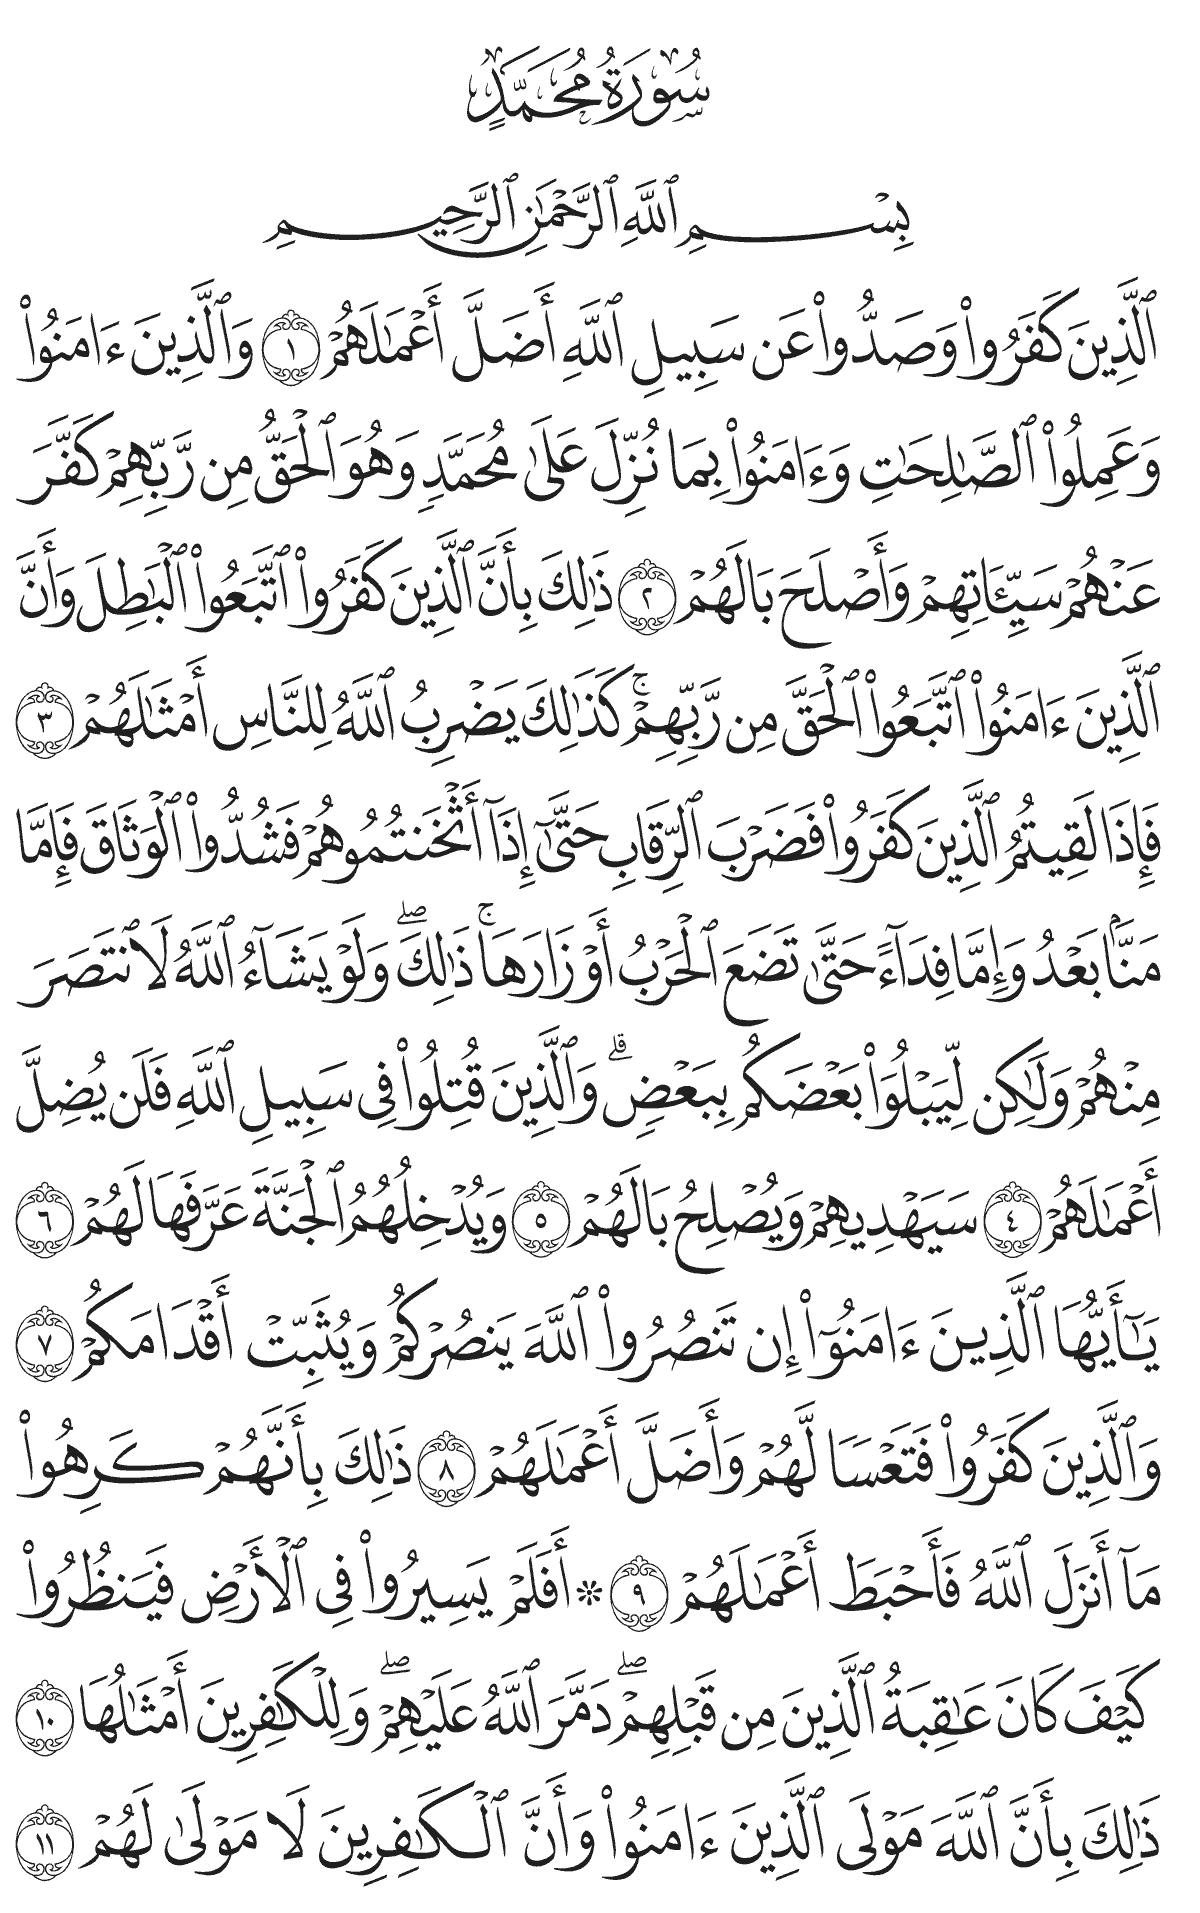 سُورَةُ مُحَمَّدٍ
بِسْمِ ٱللَّهِ ٱلرَّحْمَٰنِ ٱلرَّحِيمِ
ٱلَّذِينَ كَفَرُوا۟ وَصَدُّوا۟ عَن سَبِيلِ ٱللَّهِ أَضَلَّ أَعْمَٰلَهُمْ ١ وَٱلَّذِينَ ءَامَنُوا۟
وَعَمِلُوا۟ ٱلصَّٰلِحَٰتِ وَءَامَنُوا۟ بِمَا نُزِّلَ عَلَىٰ مُحَمَّدٍ وَهُوَ ٱلْحَقُّ مِن رَّبِّهِمْ كَفَّرَ
عَنْهُمْ سَيِّـَٔاتِهِمْ وَأَصْلَحَ بَالَهُمْ ٢ ذَٰلِكَ بِأَنَّ ٱلَّذِينَ كَفَرُوا۟ ٱتَّبَعُوا۟ ٱلْبَٰطِلَ وَأَنَّ
ٱلَّذِينَ ءَامَنُوا۟ ٱتَّبَعُوا۟ ٱلْحَقَّ مِن رَّبِّهِمْ ۚ كَذَٰلِكَ يَضْرِبُ ٱللَّهُ لِلنَّاسِ أَمْثَٰلَهُمْ ٣
فَإِذَا لَقِيتُمُ ٱلَّذِينَ كَفَرُوا۟ فَضَرْبَ ٱلرِّقَابِ حَتَّىٰٓ إِذَآ أَثْخَنتُمُوهُمْ فَشُدُّوا۟ ٱلْوَثَاقَ فَإِمَّا
مَنًّۢا بَعْدُ وَإِمَّا فِدَآءً حَتَّىٰ تَضَعَ ٱلْحَرْبُ أَوْزَارَهَا ۚ ذَٰلِكَ ۖ وَلَوْ يَشَآءُ ٱللَّهُ لَٱنتَصَرَ
مِنْهُمْ وَلَٰكِن لِّيَبْلُوَا۟ بَعْضَكُم بِبَعْضٍ ۗ وَٱلَّذِينَ قُتِلُوا۟ فِى سَبِيلِ ٱللَّهِ فَلَن يُضِلَّ
أَعْمَٰلَهُمْ ٤ سَيَهْدِيهِمْ وَيُصْلِحُ بَالَهُمْ ٥ وَيُدْخِلُهُمُ ٱلْجَنَّةَ عَرَّفَهَا لَهُمْ ٦
يَٰٓأَيُّهَا ٱلَّذِينَ ءَامَنُوٓا۟ إِن تَنصُرُوا۟ ٱللَّهَ يَنصُرْكُمْ وَيُثَبِّتْ أَقْدَامَكُمْ ٧
وَٱلَّذِينَ كَفَرُوا۟ فَتَعْسًا لَّهُمْ وَأَضَلَّ أَعْمَٰلَهُمْ ٨ ذَٰلِكَ بِأَنَّهُمْ كَرِهُوا۟
مَآ أَنزَلَ ٱللَّهُ فَأَحْبَطَ أَعْمَٰلَهُمْ ٩ ۞ أَفَلَمْ يَسِيرُوا۟ فِى ٱلْأَرْضِ فَيَنظُرُوا۟
كَيْفَ كَانَ عَٰقِبَةُ ٱلَّذِينَ مِن قَبْلِهِمْ ۖ دَمَّرَ ٱللَّهُ عَلَيْهِمْ ۖ وَلِلْكَٰفِرِينَ أَمْثَٰلُهَا ١٠
ذَٰلِكَ بِأَنَّ ٱللَّهَ مَوْلَى ٱلَّذِينَ ءَامَنُوا۟ وَأَنَّ ٱلْكَٰفِرِينَ لَا مَوْلَىٰ لَهُمْ ١١